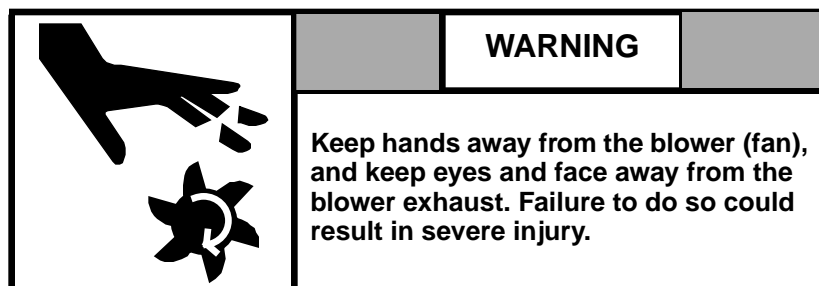 WARNING
Keep hands away from the blower (fan),
and keep eyes and face away from the
blower exhaust. Failure to do so could
result in severe injury.